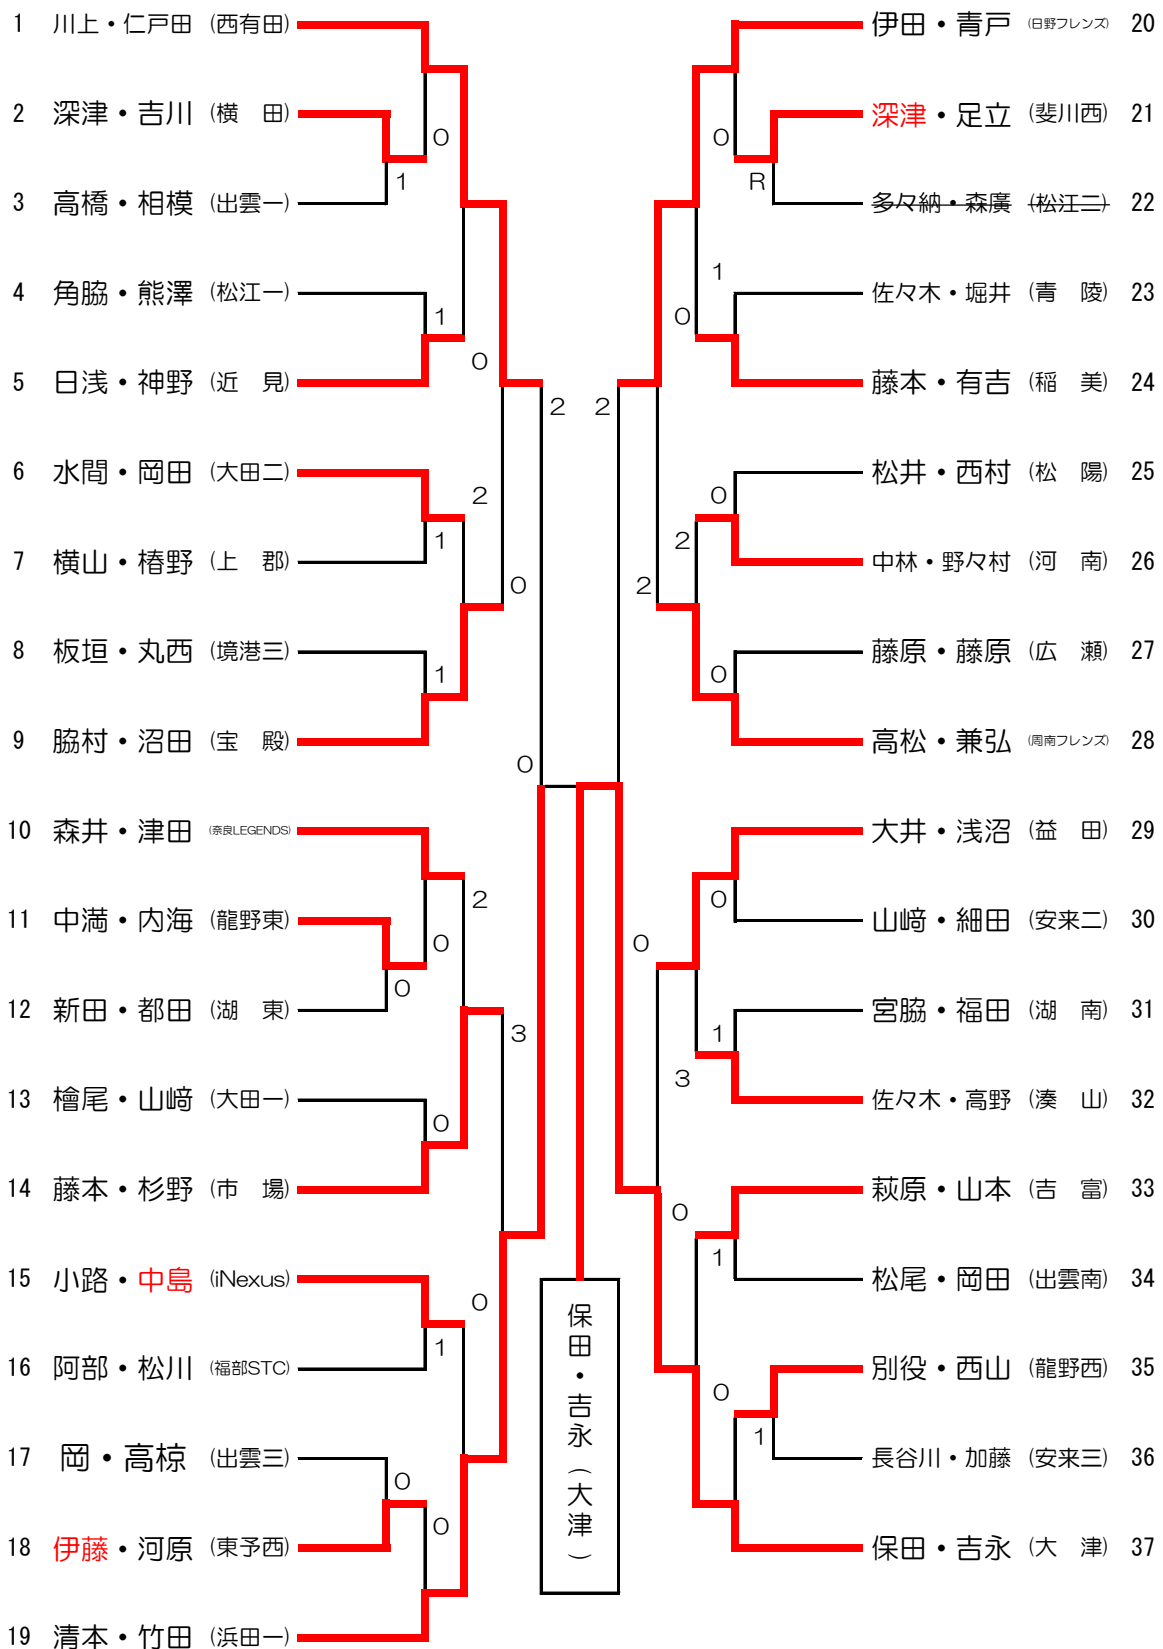 1 川上・仁戸田 (西有田)
2 深津・吉川 (横　田)
3 高橋・相模 (出雲一)
4 角脇・熊澤 (松江一)
5 日浅・神野 (近　見)
6 水間・岡田 (大田二)
7 横山・椿野 (上　郡)
8 板垣・丸西 (境港三)
9 脇村・沼田 (宝　殿)
10 森井・津田 (奈良LEGENDS)
11 中満・内海 (龍野東)
12 新田・都田 (湖　東)
13 檜尾・山﨑 (大田一)
14 藤本・杉野 (市　場)
15 小路・中島 (iNexus)
16 阿部・松川 (福部STC)
17 岡・高椋 (出雲三)
18 伊藤・河原 (東予西)
19 清本・竹田 (浜田一)
0
1
1
0
2
1
1
2
0
0
2
0
0
3
0
0
1
0
0
2
0
R
1
0
0
2
2
0
0
0
1
3
0
1
0
1
保田・吉永（大津）
伊田・青戸 (日野フレンズ) 20
深津・足立 (斐川西) 21
多々納・森廣 (松江二) 22
佐々木・堀井 (青　陵) 23
藤本・有吉 (稲　美) 24
松井・西村 (松　陽) 25
中林・野々村 (河　南) 26
藤原・藤原 (広　瀬) 27
高松・兼弘 (周南フレンズ) 28
大井・浅沼 (益　田) 29
山﨑・細田 (安来二) 30
宮脇・福田 (湖　南) 31
佐々木・高野 (湊　山) 32
萩原・山本 (吉　富) 33
松尾・岡田 (出雲南) 34
別役・西山 (龍野西) 35
長谷川・加藤 (安来三) 36
保田・吉永 (大　津) 37